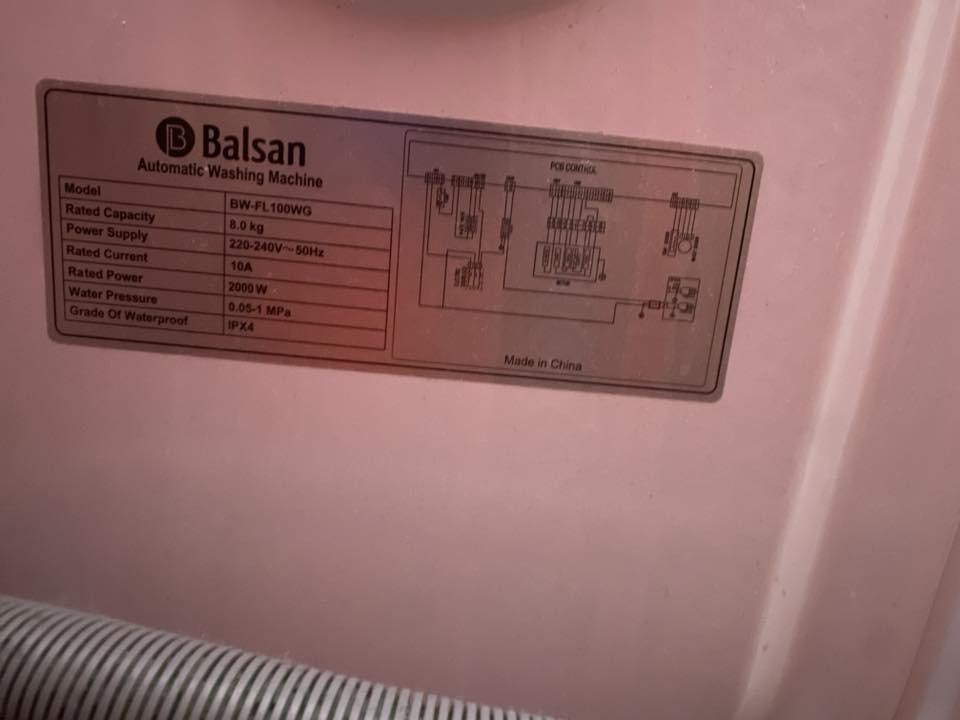 Balsan
Automatic Washing Machine
Model BW-FL100WG
Rated Capacity 8.0 kg
Power Supply 220-240V~ 50Hz
Rated Current 10A
Rated Power 2000 W
Water Pressure 0.05-1 MPa
Grade Of Waterproof IPX4
PCB CONTROL
MOTOR
Made in China